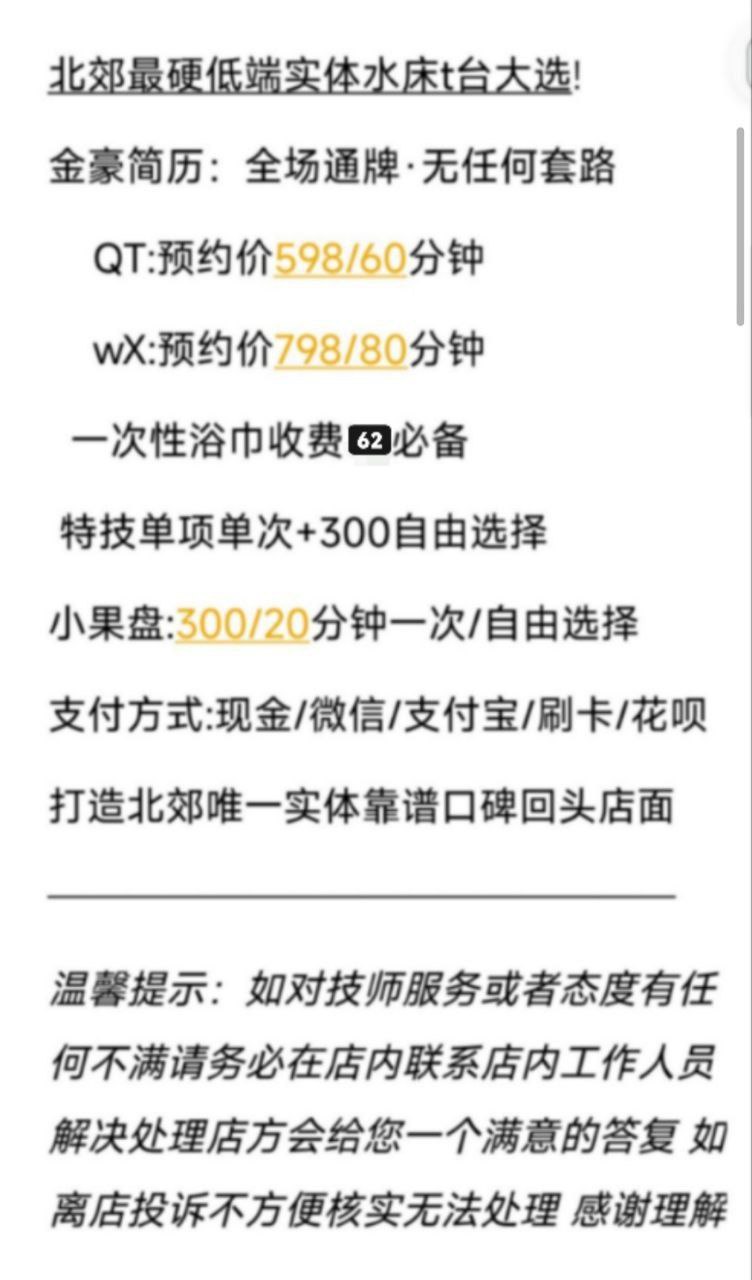 北郊最硬低端实体水床t台大选!
金豪简历：全场通牌·无任何套路
QT:预约价598/60分钟
wX:预约价798/80分钟
一次性浴巾收费62必备
特技单项单次+300自由选择
小果盘:300/20分钟一次/自由选择
支付方式:现金/微信/支付宝/刷卡/花呗
打造北郊唯一实体靠谱口碑回头店面
温馨提示：如对技师服务或者态度有任
何不满请务必在店内联系店内工作人员
解决处理店方会给您一个满意的答复 如
离店投诉不方便核实无法处理 感谢理解